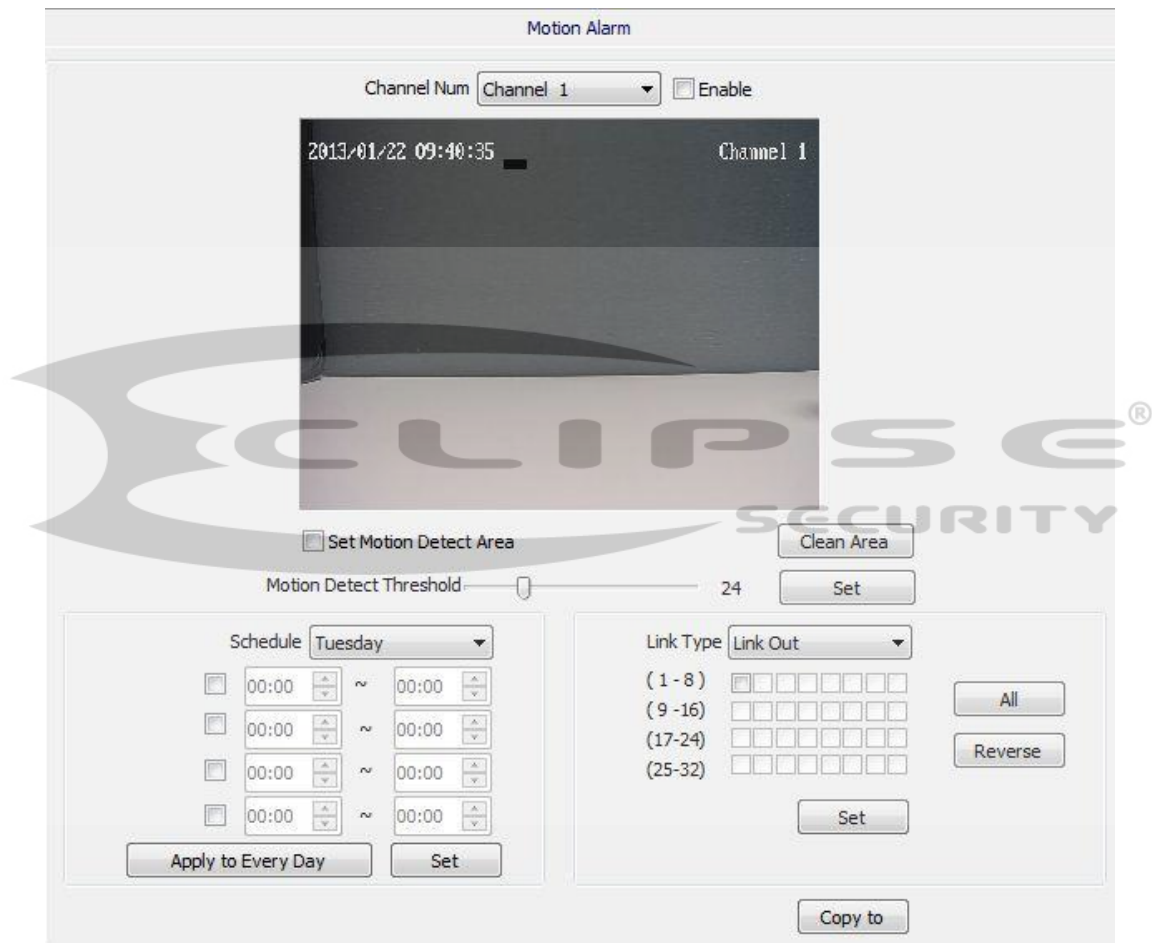 Motion Alarm
Channel Num Channel 1 Enable
2013/01/22 09:40:35 Channel 1
ECLIPSE®
SECURITY
Set Motion Detect Area Clean Area
Motion Detect Threshold 24 Set
Schedule Tuesday
00:00 ~ 00:00
00:00 ~ 00:00
00:00 ~ 00:00
00:00 ~ 00:00
Apply to Every Day Set
Link Type Link Out
(1-8)
(9-16)
(17-24)
(25-32)
All
Reverse
Set
Copy to